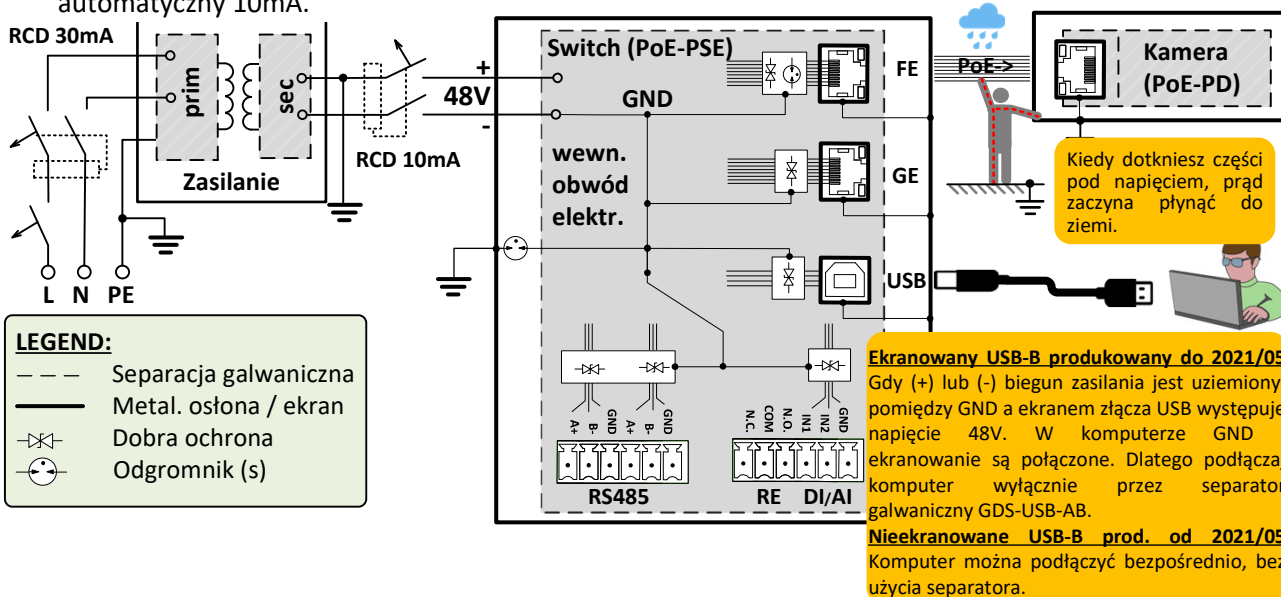 automatyczny 10mA.
RCD 30mA
prim
sec
Zasilanie
L N PE
RCD 10mA
+
48V
-
Switch (PoE-PSE)
GND
wewn.
obwód
elektr.
FE
GE
USB
PoE->
Kamera
(PoE-PD)
Kiedy dotkniesz części
pod napięciem, prąd
zaczyna płynąć do
ziemi.
LEGEND:
Separacja galwaniczna
Metal. osłona / ekran
Dobra ochrona
Odgromnik (s)
A+ B- GND A+ B- GND
RS485
N.C. COM N.O. IN1 IN2 GND
RE DI/AI
Ekranowany USB-B produkowany do 2021/05
Gdy (+) lub (-) biegun zasilania jest uziemiony
pomiędzy GND a ekranem złącza USB występuje
napięcie 48V. W komputerze GND
ekranowanie są połączone. Dlatego podłączaj
komputer wyłącznie przez separator
galwaniczny GDS-USB-AB.
Nieekranowane USB-B prod. od 2021/05
Komputer można podłączyć bezpośrednio, bez
użycia separatora.